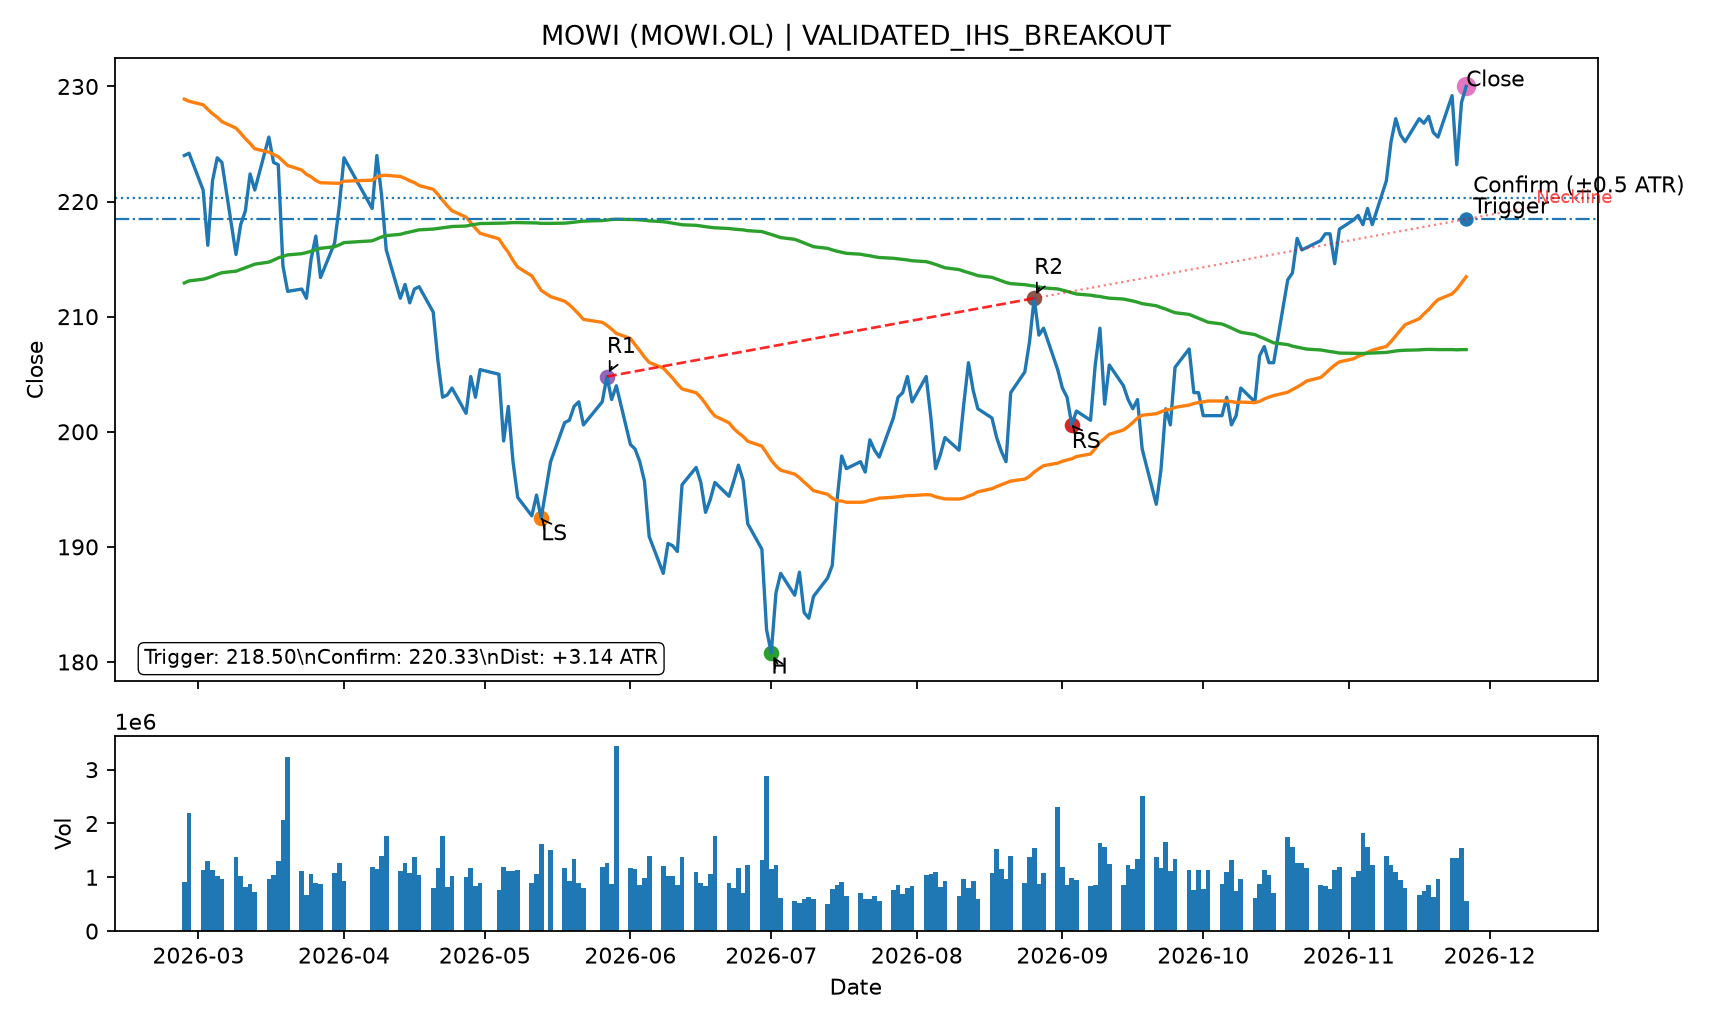 MOWI (MOWI.OL) | VALIDATED_IHS_BREAKOUT
230
220
210
200
190
180
Close
Close
Confirm (±0.5 ATR)
Neckline
Trigger
R2
R1
RS
LS
H
Trigger: 218.50\nConfirm: 220.33\nDist: +3.14 ATR
1e6
3
2
1
0
Vol
2026-03
2026-04
2026-05
2026-06
2026-07
2026-08
2026-09
2026-10
2026-11
2026-12
Date